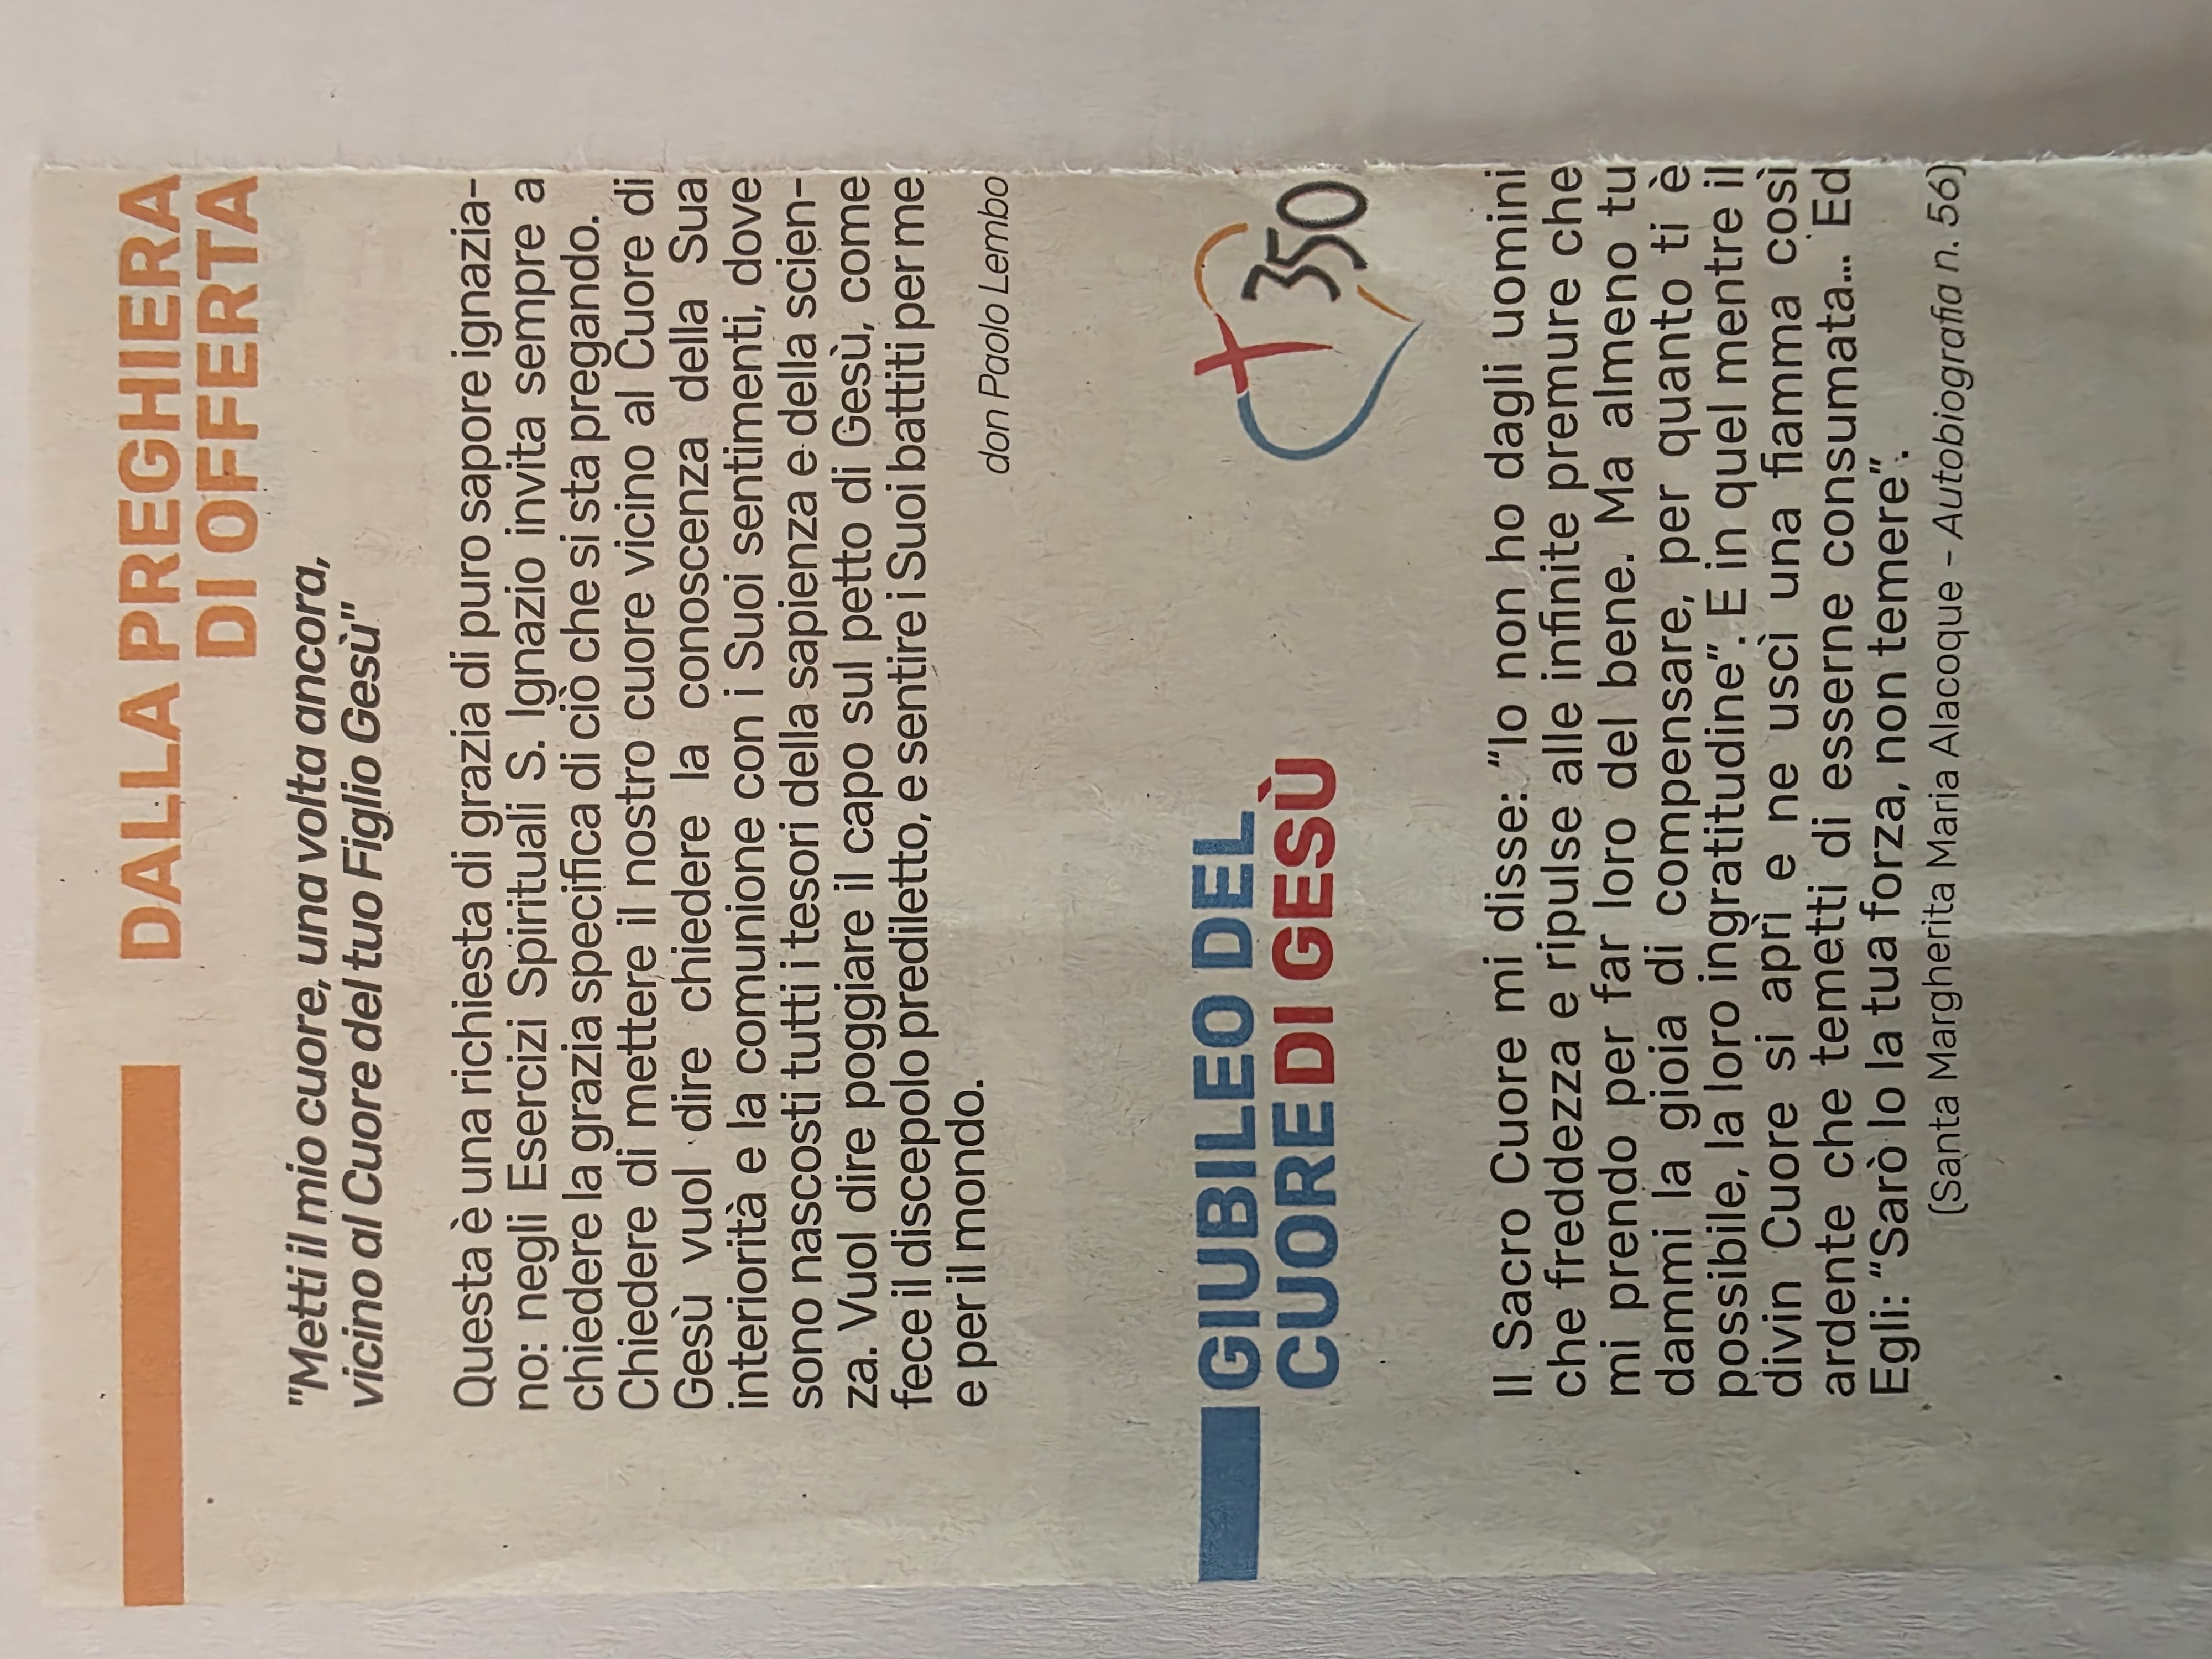 DALLA PREGHIERA
DI OFFERTA
"Metti il mio cuore, una volta ancora,
vicino al Cuore del tuo Figlio Gesù"
Questa è una richiesta di grazia di puro sapore ignazia-
no: negli Esercizi Spirituali S. Ignazio invita sempre a
chiedere la grazia specifica di ciò che si sta pregando.
Chiedere di mettere il nostro cuore vicino al Cuore di
Gesù vuol dire chiedere la conoscenza della Sua
interiorità e la comunione con i Suoi sentimenti, dove
sono nascosti tutti i tesori della sapienza e della scien-
za. Vuol dire poggiare il capo sul petto di Gesù, come
fece il discepolo prediletto, e sentire i Suoi battiti per me
e per il mondo.
don Paolo Lembo
GIUBILEO DEL
CUORE DI GESÙ
350
Il Sacro Cuore mi disse: “Io non ho dagli uomini
che freddezza e ripulse alle infinite premure che
mi prendo per far loro del bene. Ma almeno tu
dammi la gioia di compensare, per quanto ti è
possibile, la loro ingratitudine”. E in quel mentre il
divin Cuore si aprì e ne uscì una fiamma così
ardente che temetti di esserne consumata... Ed
Egli: “Sarò Io la tua forza, non temere”.
(Santa Margherita Maria Alacoque - Autobiografia n. 56)